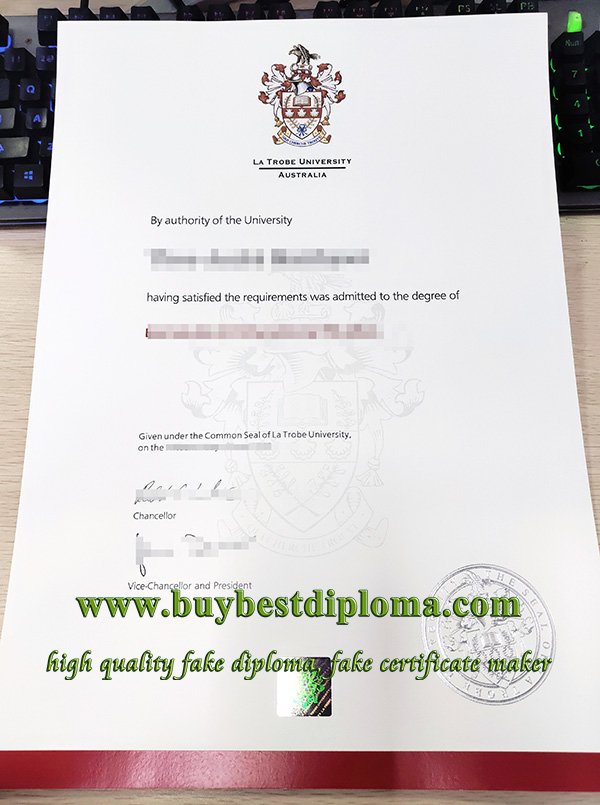 LA TROBE UNIVERSITY
AUSTRALIA
By authority of the University
having satisfied the requirements was admitted to the degree of
Given under the Common Seal of La Trobe University,
on the
Chancellor
Vice-Chancellor and President
www.buybestdiploma.com
high quality fake diploma, fake certificate maker